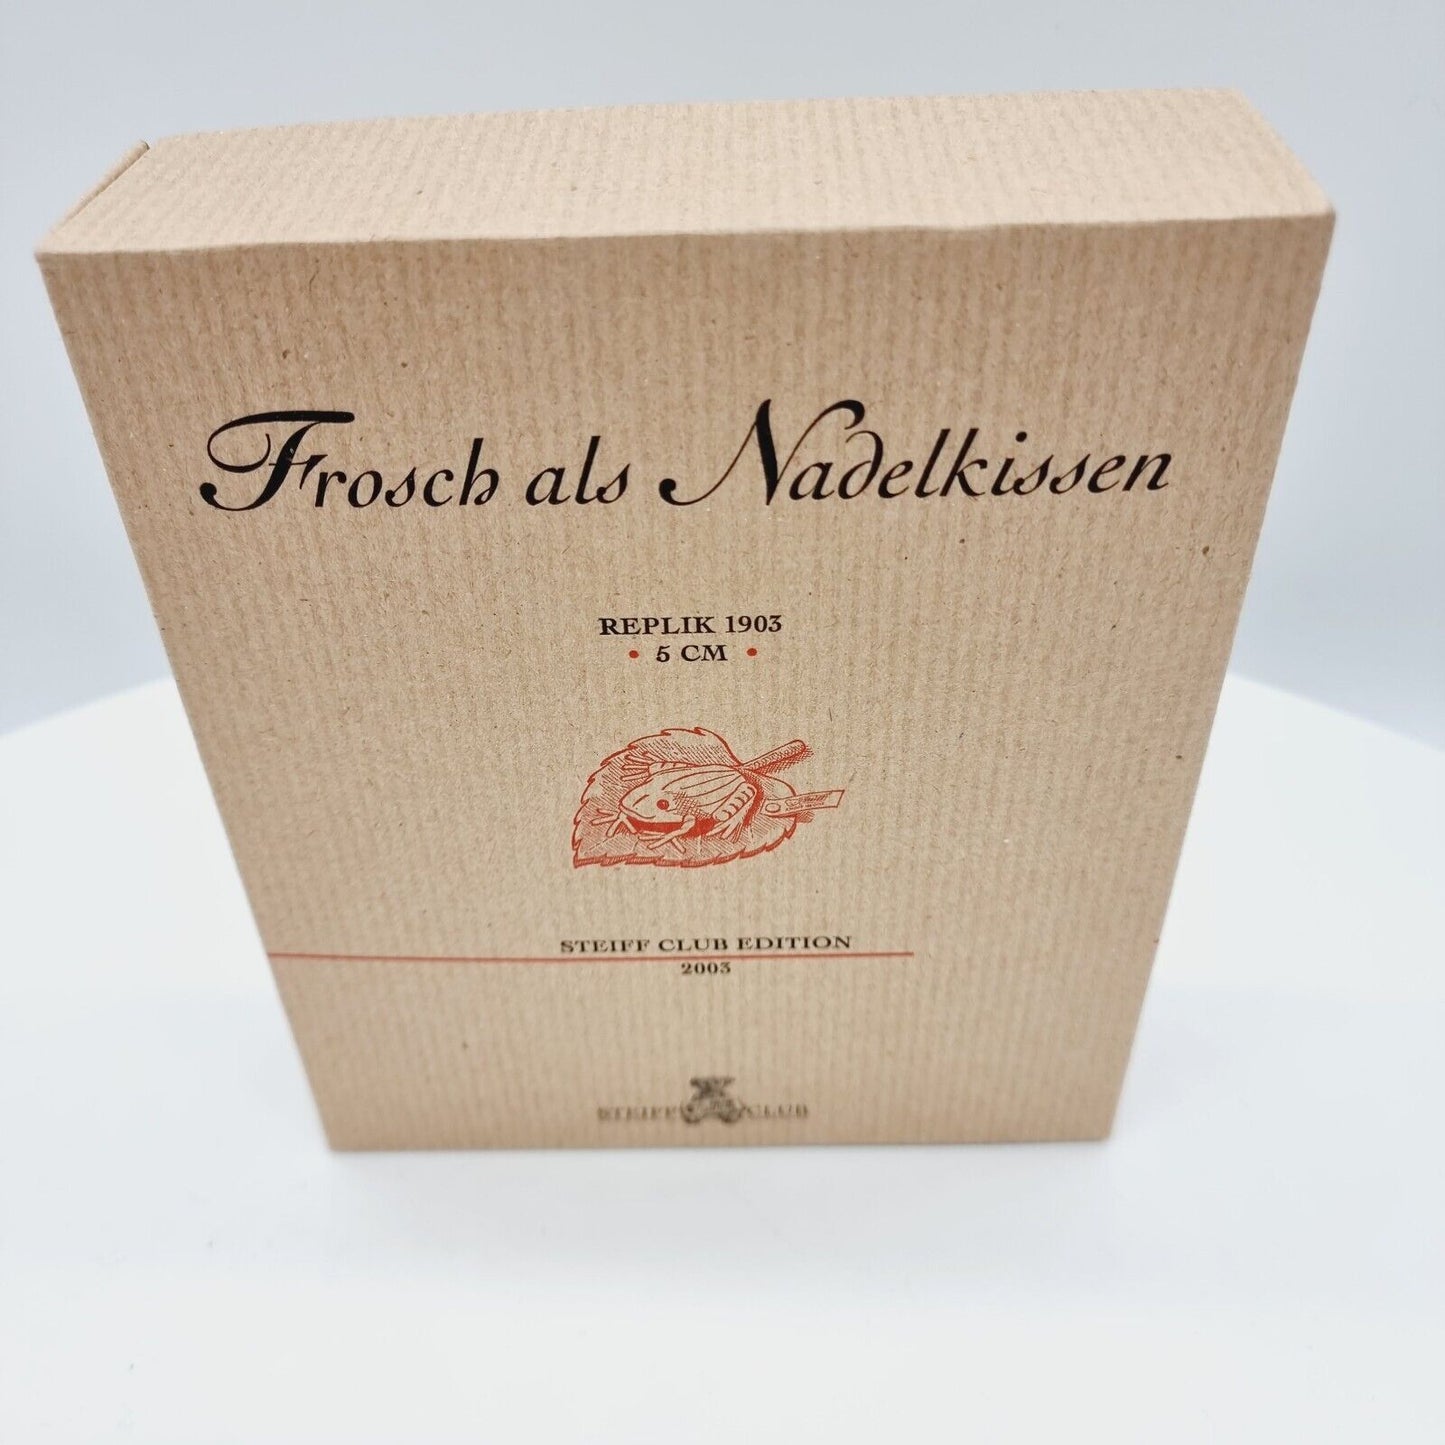 Frosch als Nadelkissen
REPLIK 1903
• 5 CM •
STEIFF CLUB EDITION
2003
STEIFF CLUB